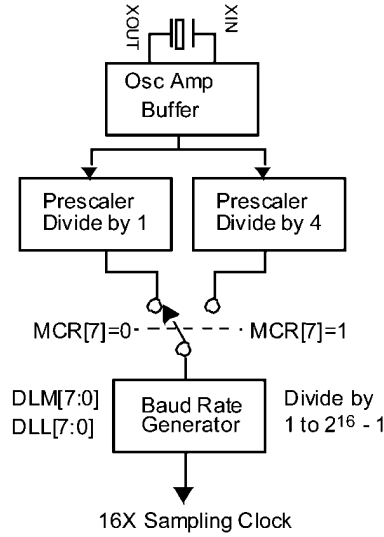 XOUT
XIN
Osc Amp
Buffer
Prescaler
Divide by 1
Prescaler
Divide by 4
MCR[7]=0
MCR[7]=1
DLM[7:0]
DLL[7:0]
Baud Rate
Generator
Divide by
1 to 2¹⁶ - 1
16X Sampling Clock